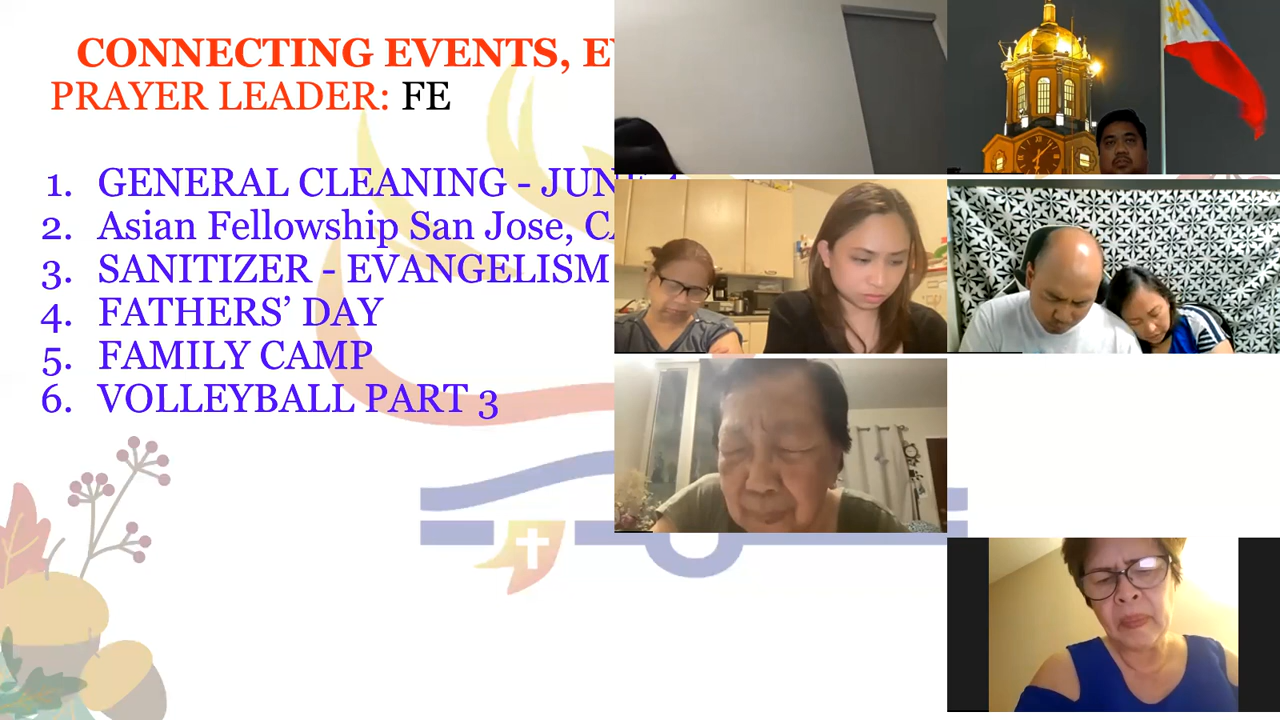 CONNECTING EVENTS,
PRAYER LEADER: FE
1. GENERAL CLEANING - JUNE
2. Asian Fellowship San Jose,
3. SANITIZER - EVANGELISM
4. FATHERS’ DAY
5. FAMILY CAMP
6. VOLLEYBALL PART 3